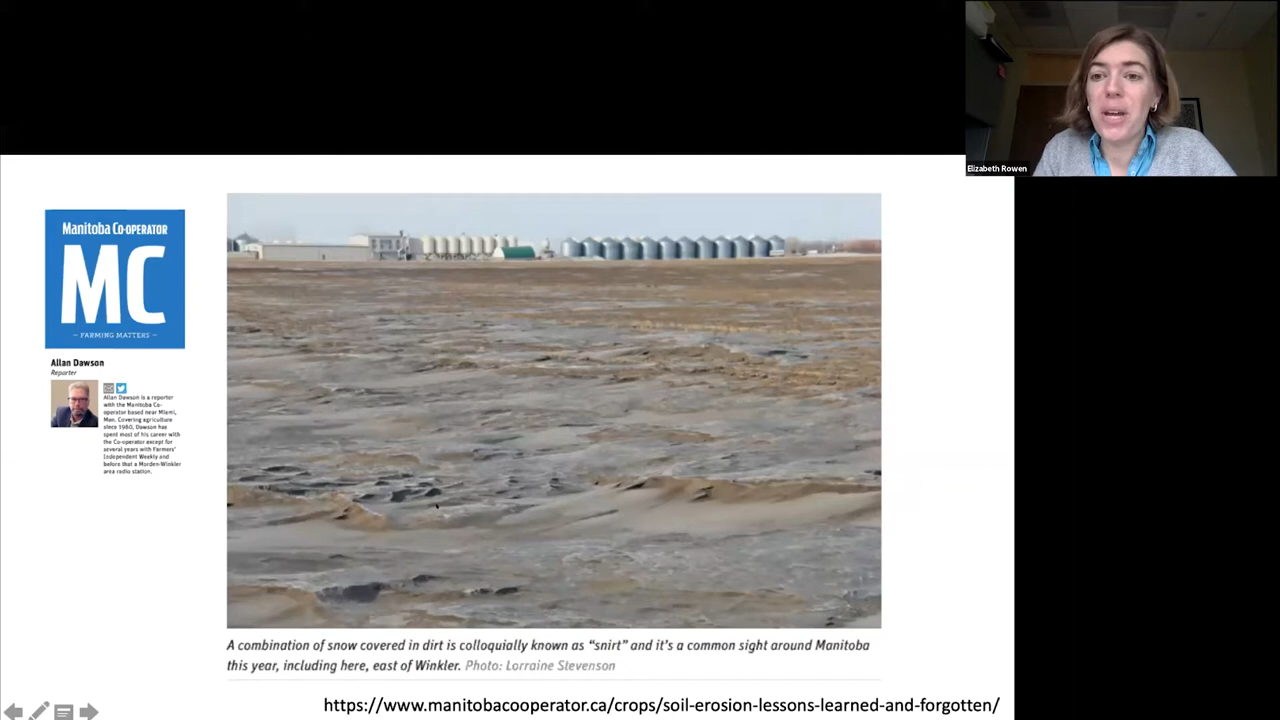 Elizabeth Rowen
Manitoba Co-operator
MC
– FARMING MATTERS –
Allan Dawson
Reporter
Allan Dawson is a reporter
with the Manitoba Co-
operator based near Miami,
Man. Covering agriculture
since 1980, Dawson has
spent most of his career with
the Co-operator except for
several years with Farmers'
Independent Weekly and
before that a Morden-Winkler
area radio station.
A combination of snow covered in dirt is colloquially known as “snirt” and it’s a common sight around Manitoba
this year, including here, east of Winkler. Photo: Lorraine Stevenson
https://www.manitobacooperator.ca/crops/soil-erosion-lessons-learned-and-forgotten/